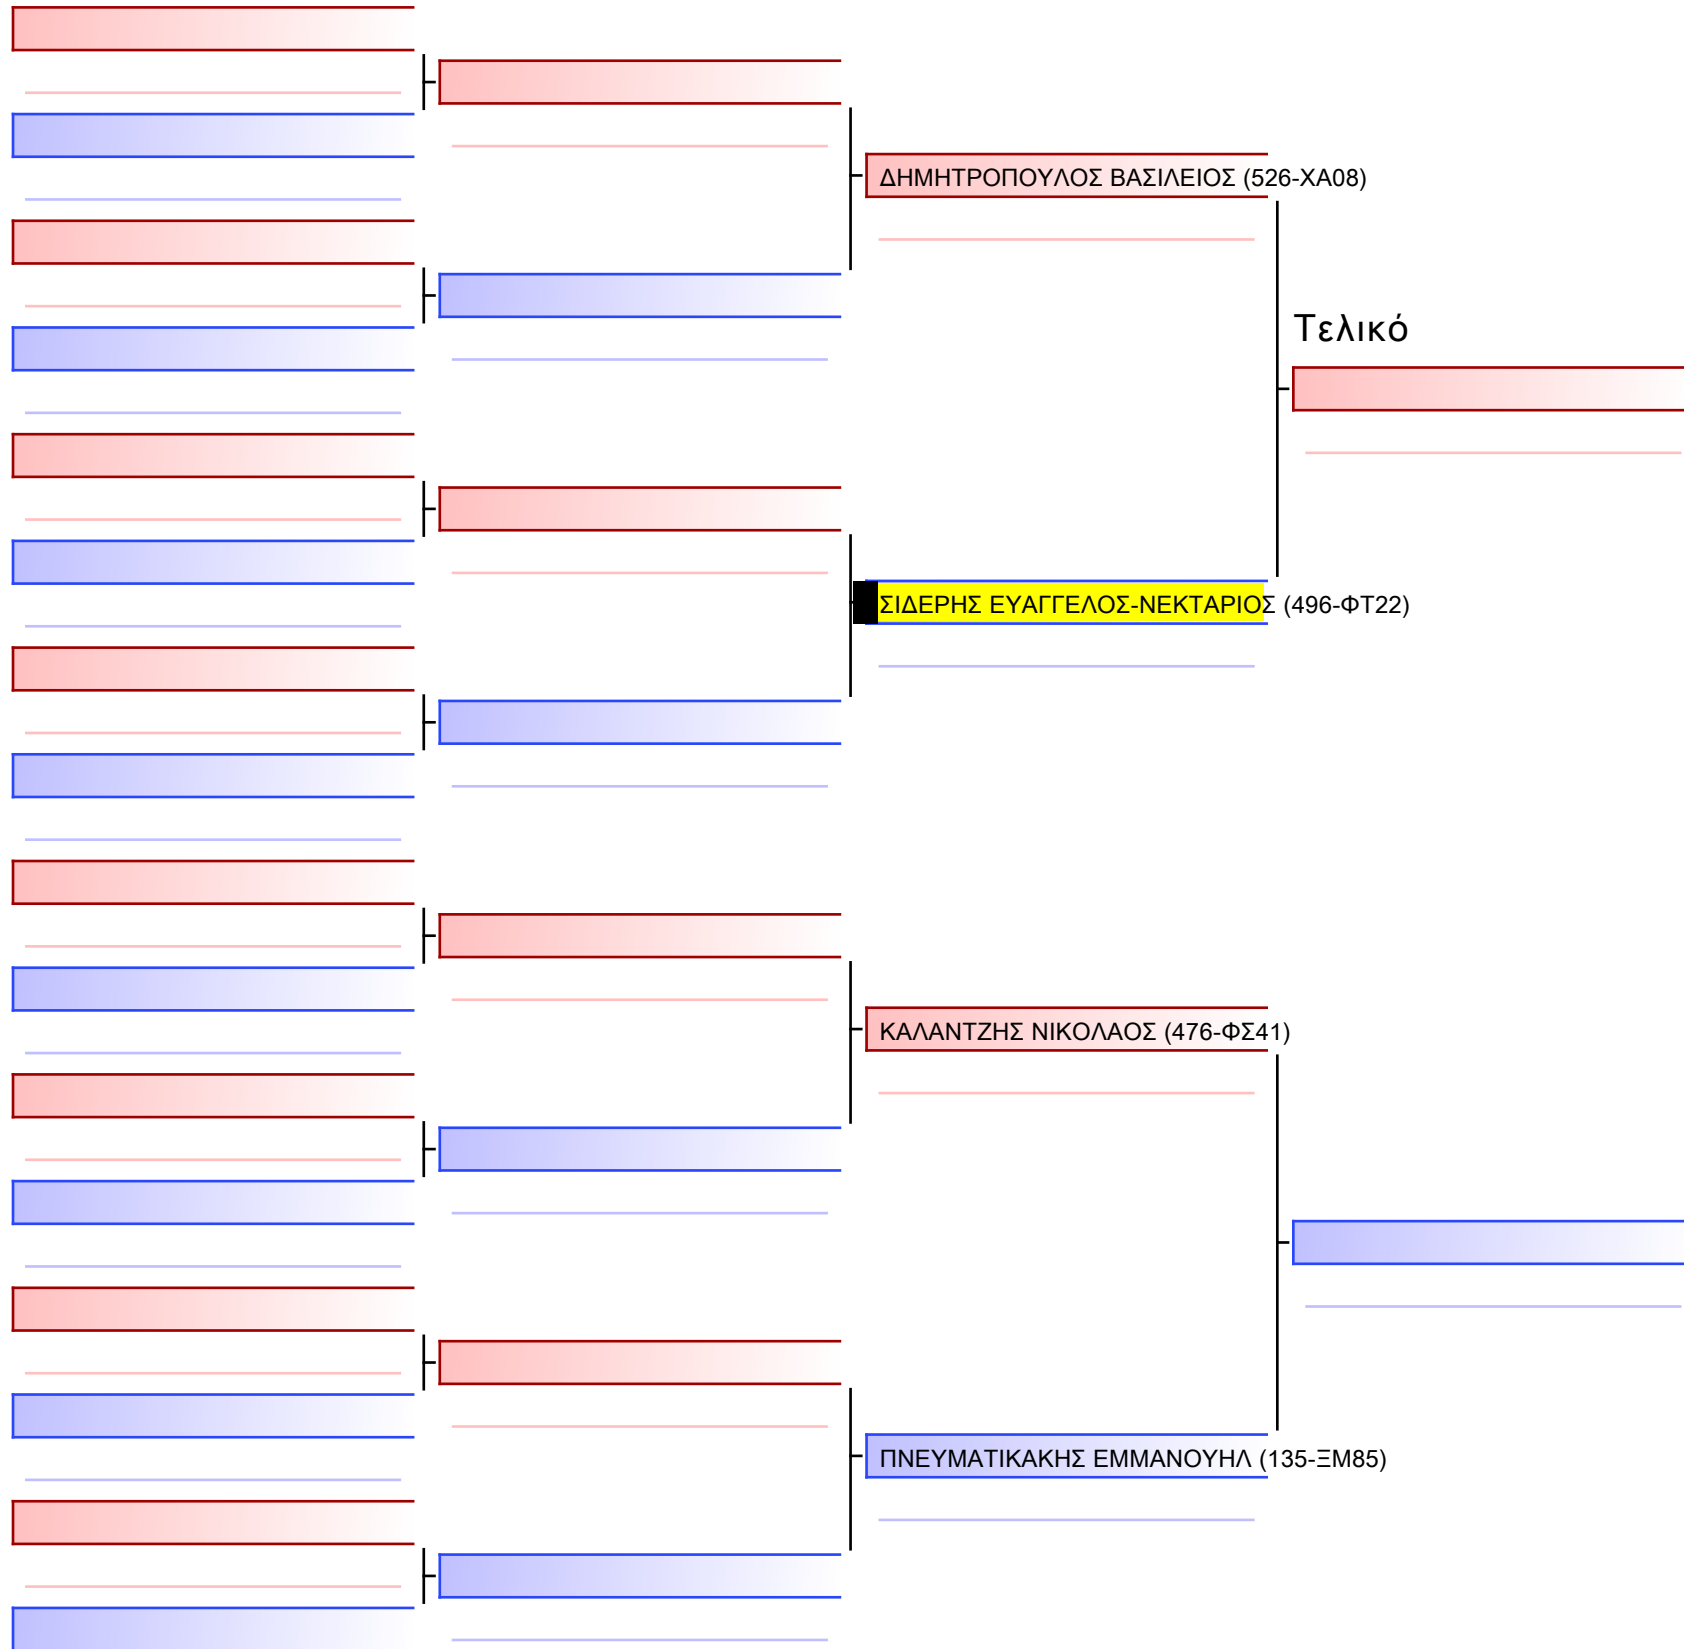 ΔΗΜΗΤΡΟΠΟΥΛΟΣ ΒΑΣΙΛΕΙΟΣ (526-ΧΑ08)
Τελικό
ΣΙΔΕΡΗΣ ΕΥΑΓΓΕΛΟΣ-ΝΕΚΤΑΡΙΟΣ (496-ΦΤ22)
ΚΑΛΑΝΤΖΗΣ ΝΙΚΟΛΑΟΣ (476-ΦΣ41)
ΠΝΕΥΜΑΤΙΚΑΚΗΣ ΕΜΜΑΝΟΥΗΛ (135-ΞΜ85)